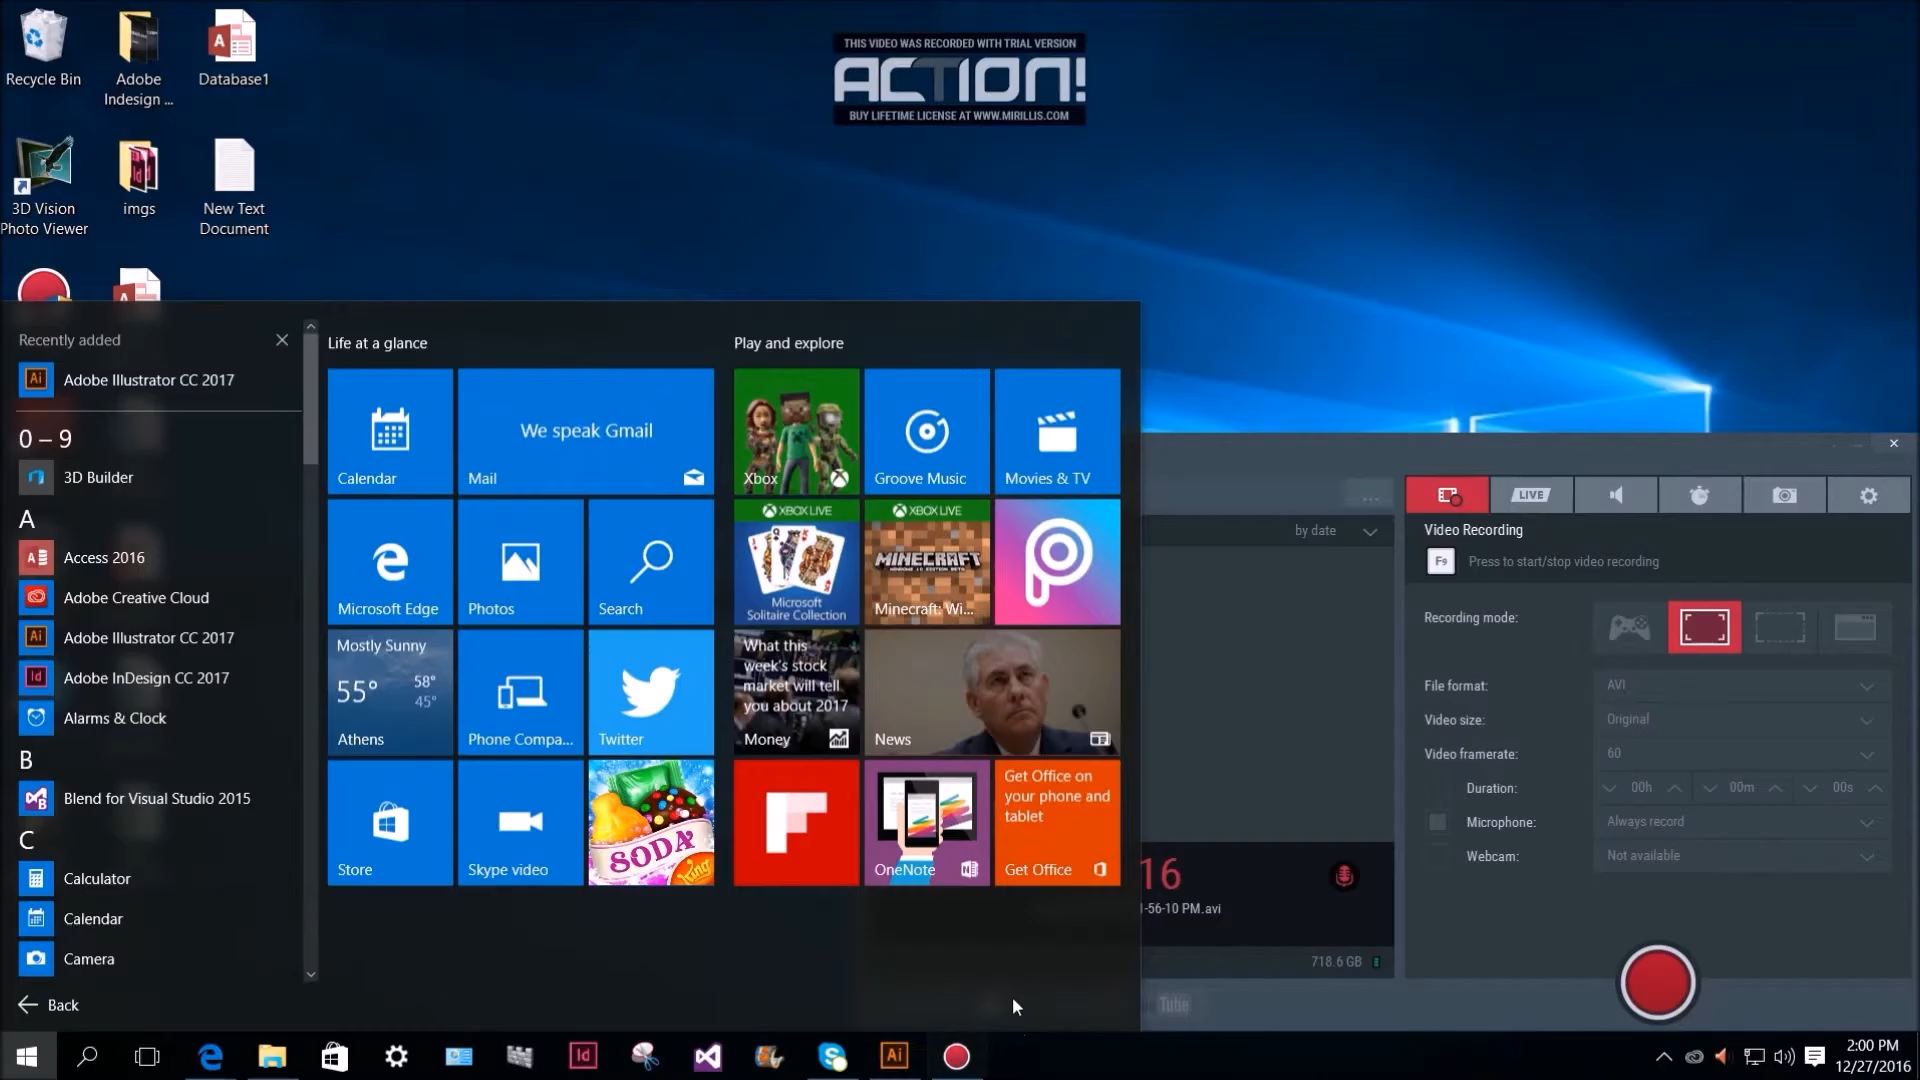 Recycle Bin
Adobe
Indesign ...
Database1
3D Vision
Photo Viewer
imgs
New Text
Document
THIS VIDEO WAS RECORDED WITH TRIAL VERSION
ACTION!
BUY LIFETIME LICENSE AT WWW.MIRILLIS.COM
Recently added
Adobe Illustrator CC 2017
0 – 9
3D Builder
A
Access 2016
Adobe Creative Cloud
Adobe Illustrator CC 2017
Adobe InDesign CC 2017
Alarms & Clock
B
Blend for Visual Studio 2015
C
Calculator
Calendar
Camera
Back
Life at a glance
Calendar
We speak Gmail
Mail
Microsoft Edge
Photos
Search
Mostly Sunny
55°
58°
45°
Athens
Phone Compa...
Twitter
Store
Skype video
SODA
King
Play and explore
Xbox
Groove Music
Movies & TV
XBOX LIVE
Microsoft
Solitaire Collection
XBOX LIVE
MINECRAFT
WINDOWS 10 EDITION BETA
Minecraft: Wi...
What this
week's stock
market will tell
you about 2017
Money
News
OneNote
Get Office on
your phone and
tablet
Get Office
by date
16
1-56-10 PM.avi
718.6 GB
Tube
LIVE
Video Recording
F9
Press to start/stop video recording
Recording mode:
File format:
AVI
Video size:
Original
Video framerate:
60
Duration:
00h
00m
00s
Microphone:
Always record
Webcam:
Not available
Id
Ai
2:00 PM
12/27/2016